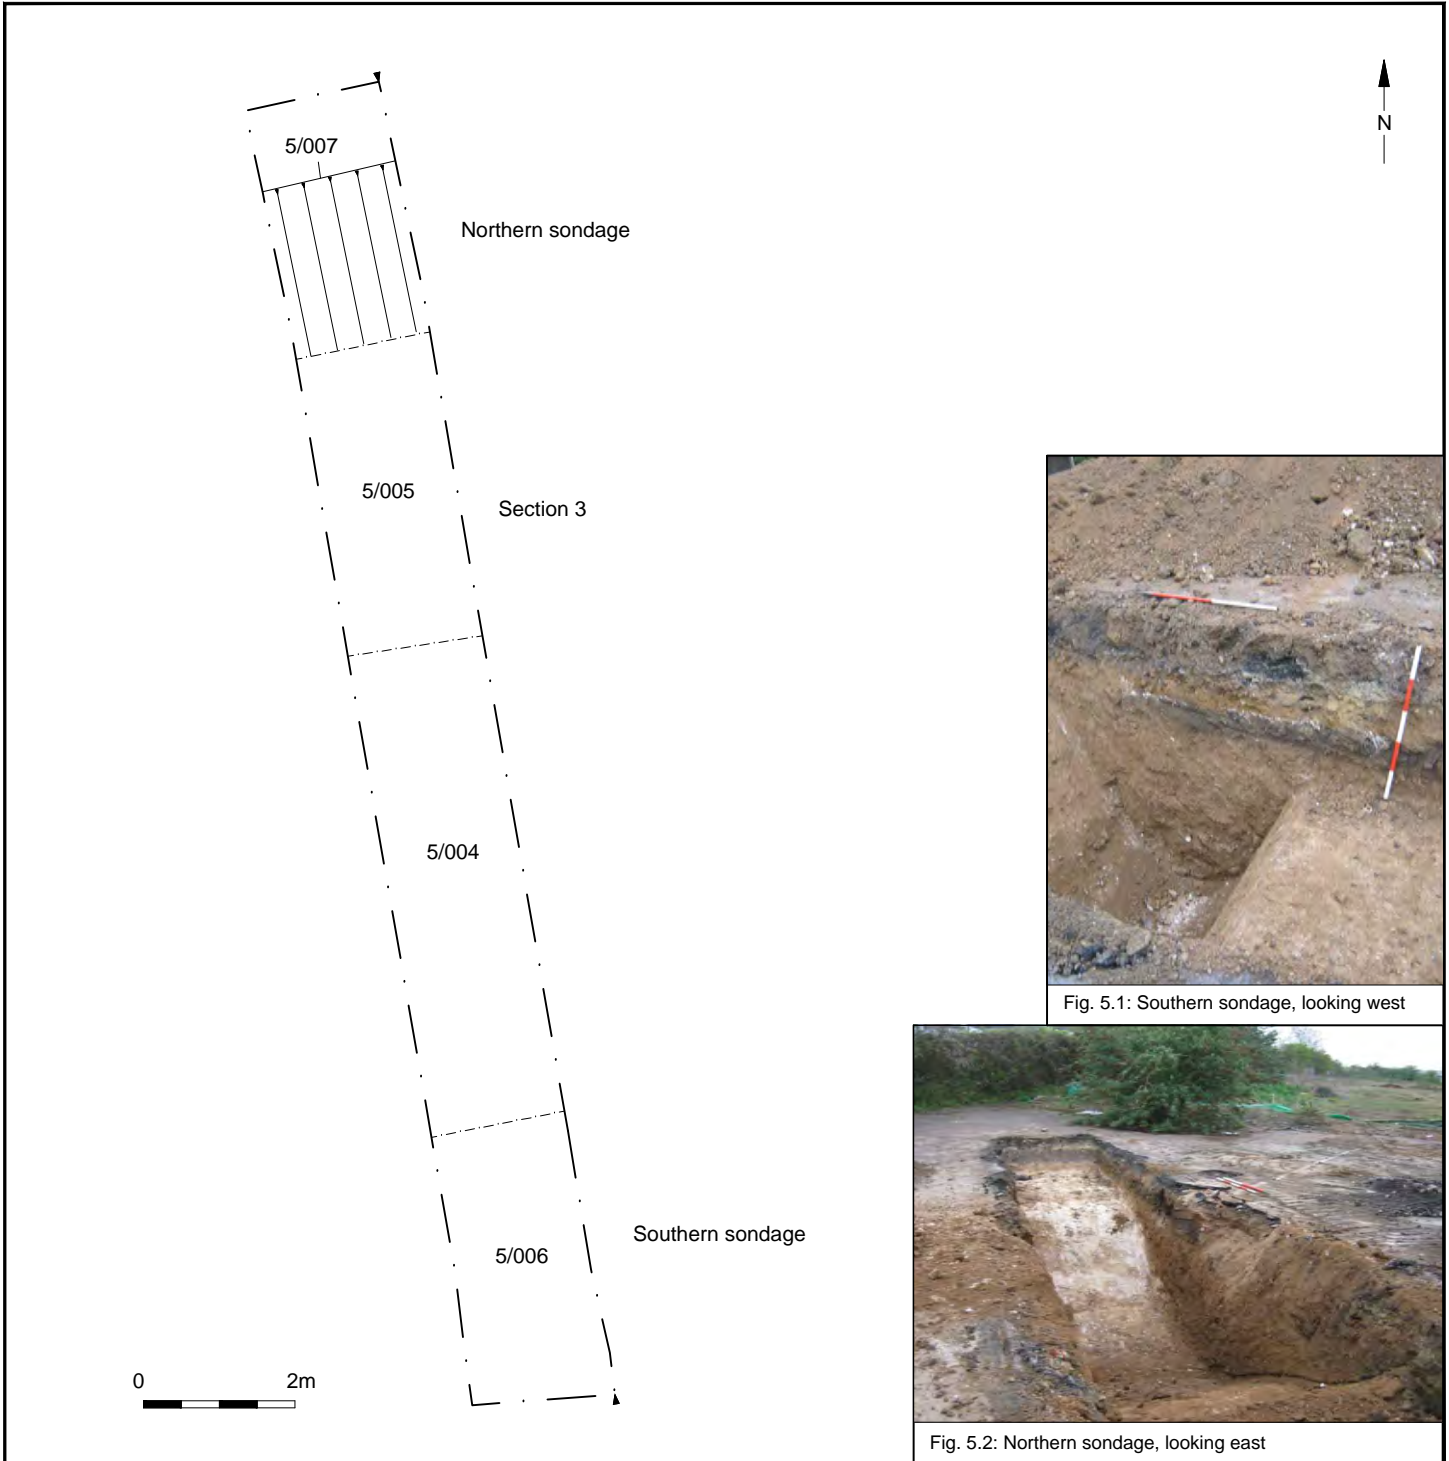 N
5/007
Northern sondage
5/005
Section 3
5/004
Fig. 5.1: Southern sondage, looking west
Southern sondage
5/006
0 2m
Fig. 5.2: Northern sondage, looking east